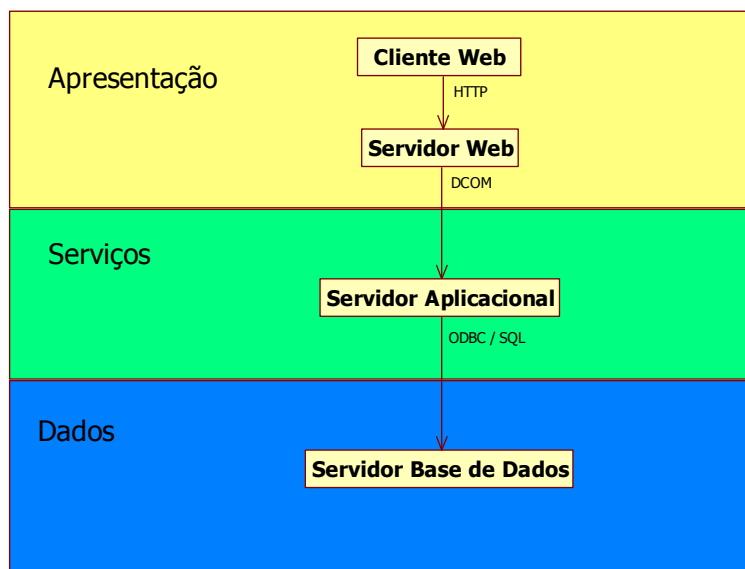 Apresentação
Cliente Web
HTTP
Servidor Web
DCOM
Serviços
Servidor Aplicacional
ODBC / SQL
Dados
Servidor Base de Dados